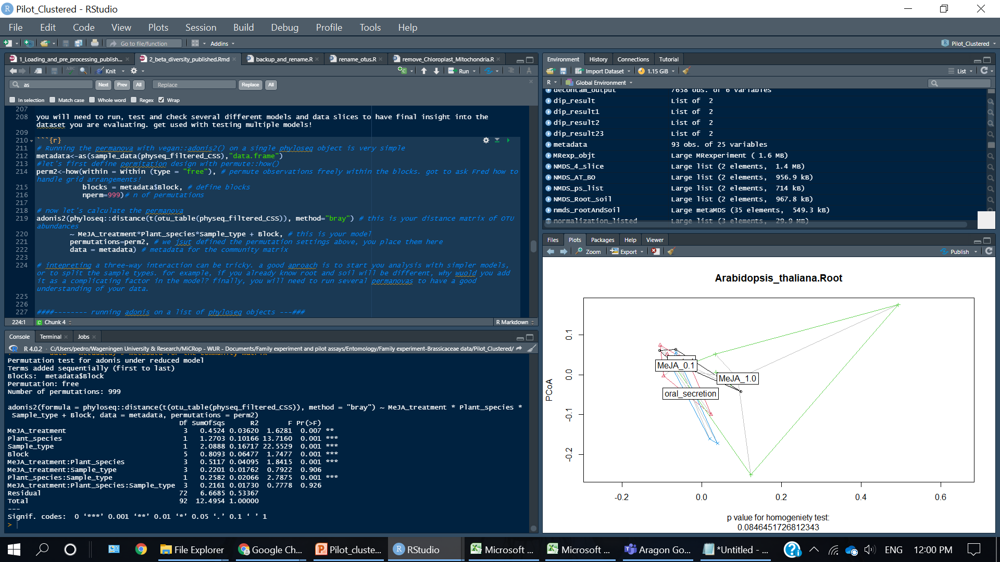 Pilot_Clustered - RStudio
File Edit Code View Plots Session Build Debug Profile Tools Help
Go to file/function Addins Pilot_Clustered
1_Loading_and_pre_processing_publish... 2_beta_diversity_published.Rmd backup_and_rename.R rename_otus.R remove_Chloroplast_Mitochondria.R
ABC Knit Run
as Next Prev All Replace Replace All
In selection Match case Whole word Regex Wrap
207
208 you will need to run, test and check several different models and data slices to have final insight into the
dataset you are evaluating. get used with testing multiple models!
209
210 ```{r}
211 # Running the permanova with vegan::adonis2() on a single phyloseq object is very simple
212 metadata<-as(sample_data(physeq_filtered_CSS),"data.frame")
213 #let's first define permitation design with permute::how()
214 perm2<-how(within = Within (type = "free"), # permute observations freely within the blocks. got to ask Fred how to
handle grid arrangements!
215 blocks = metadata$Block, # define blocks
216 nperm=999)# n of permutations
217
218 # now let's calculate the permanova
219 adonis2(phyloseq::distance(t(otu_table(physeq_filtered_CSS)), method="bray") # this is your distance matrix of OTU
abundances
220 ~ MeJA_treatment*Plant_species*Sample_type + Block, # this is your model
221 permutations=perm2, # we jsut defined the permutation settings above, you place them here
222 data = metadata) # metadata for the community matrix
223
224 # intepreting a three-way interaction can be tricky. a good aproach is to start you analysis with simpler models,
or to split the sample types. for example, if you already know root and soil will be different, why wuold you add
it as a complicating factor in the model? finally, you will need to run several permanovas to have a good
understanding of your data.
225
226
227 ####-------- running adonis on a list of phyloseq objects ---###
224:1 Chunk 4 R Markdown
Console Terminal Jobs
R 4.0.2 · C:/Users/pedro/Wageningen University & Research/MiCRop - WUR - Documents/Family experiment and pilot assays/Entomology/Family experiment-Brassicaceae data/Pilot_Clustered/
Permutation test for adonis under reduced model
Terms added sequentially (first to last)
Blocks: metadata$Block
Permutation: free
Number of permutations: 999
adonis2(formula = phyloseq::distance(t(otu_table(physeq_filtered_CSS)), method = "bray") ~ MeJA_treatment * Plant_species *
Sample_type + Block, data = metadata, permutations = perm2)
Df SumOfSqs R2 F Pr(>F)
MeJA_treatment 3 0.4524 0.03620 1.6281 0.007 **
Plant_species 1 1.2703 0.10166 13.7160 0.001 ***
Sample_type 1 2.0888 0.16717 22.5529 0.001 ***
Block 5 0.8093 0.06477 1.7477 0.001 ***
MeJA_treatment:Plant_species 3 0.5117 0.04095 1.8415 0.001 ***
MeJA_treatment:Sample_type 3 0.2201 0.01762 0.7922 0.906
Plant_species:Sample_type 1 0.2582 0.02066 2.7875 0.001 ***
MeJA_treatment:Plant_species:Sample_type 3 0.2161 0.01730 0.7778 0.926
Residual 72 6.6685 0.53367
Total 92 12.4954 1.00000
---
Signif. codes: 0 ‘***’ 0.001 ‘**’ 0.01 ‘*’ 0.05 ‘.’ 0.1 ‘ ’ 1
>
Environment History Connections Tutorial
Import Dataset 1.15 GiB List
R Global Environment
decontam_output 7658 obs. of 6 variables
dip_result List of 2
dip_result1 List of 2
dip_result2 List of 2
dip_result23 List of 2
metadata 93 obs. of 25 variables
MRexp_objt Large MRexperiment ( 1.6 MB)
NMDS_4_slice Large list (2 elements, 1.4 MB)
NMDS_AT_BO Large list (2 elements, 956.9 kB)
NMDS_ps_list Large list (2 elements, 714 kB)
NMDS_Root_soil Large list (2 elements, 967.8 kB)
nmds_rootAndSoil Large metaMDS (35 elements, 549.3 kB)
normalization_listed Large list (3 elements, 29.9 MB)
Files Plots Packages Help Viewer
Zoom Export Publish
Arabidopsis_thaliana.Root
PCoA
0.1
0.0
-0.1
-0.2
MeJA_0.1
MeJA_1.0
oral_secretion
-0.2 0.0 0.2 0.4 0.6
p value for homogeniety test:
0.0846451726812343
File Explorer Google Ch... Pilot_cluste... RStudio Microsoft ... Microsoft ... Aragon Go... *Untitled - ... ENG 12:00 PM